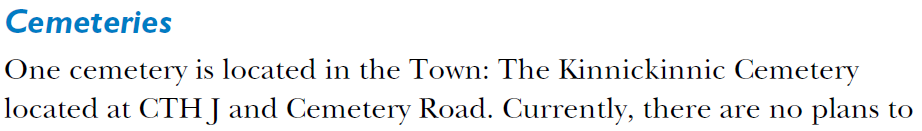 Cemeteries
One cemetery is located in the Town: The Kinnickinnic Cemetery
located at CTH J and Cemetery Road. Currently, there are no plans to